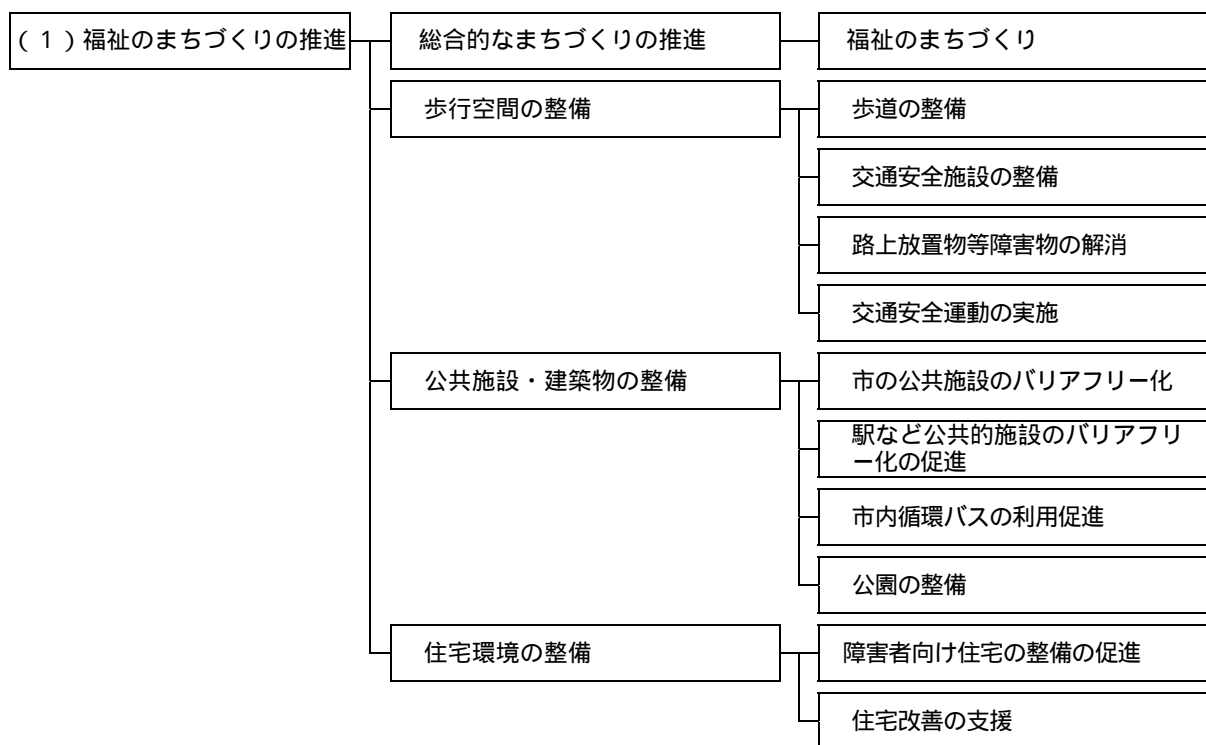 (１)福祉のまちづくりの推進
総合的なまちづくりの推進
福祉のまちづくり
歩行空間の整備
歩道の整備
交通安全施設の整備
路上放置物等障害物の解消
交通安全運動の実施
公共施設・建築物の整備
市の公共施設のバリアフリー化
駅など公共的施設のバリアフリ
ー化の促進
市内循環バスの利用促進
公園の整備
住宅環境の整備
障害者向け住宅の整備の促進
住宅改善の支援